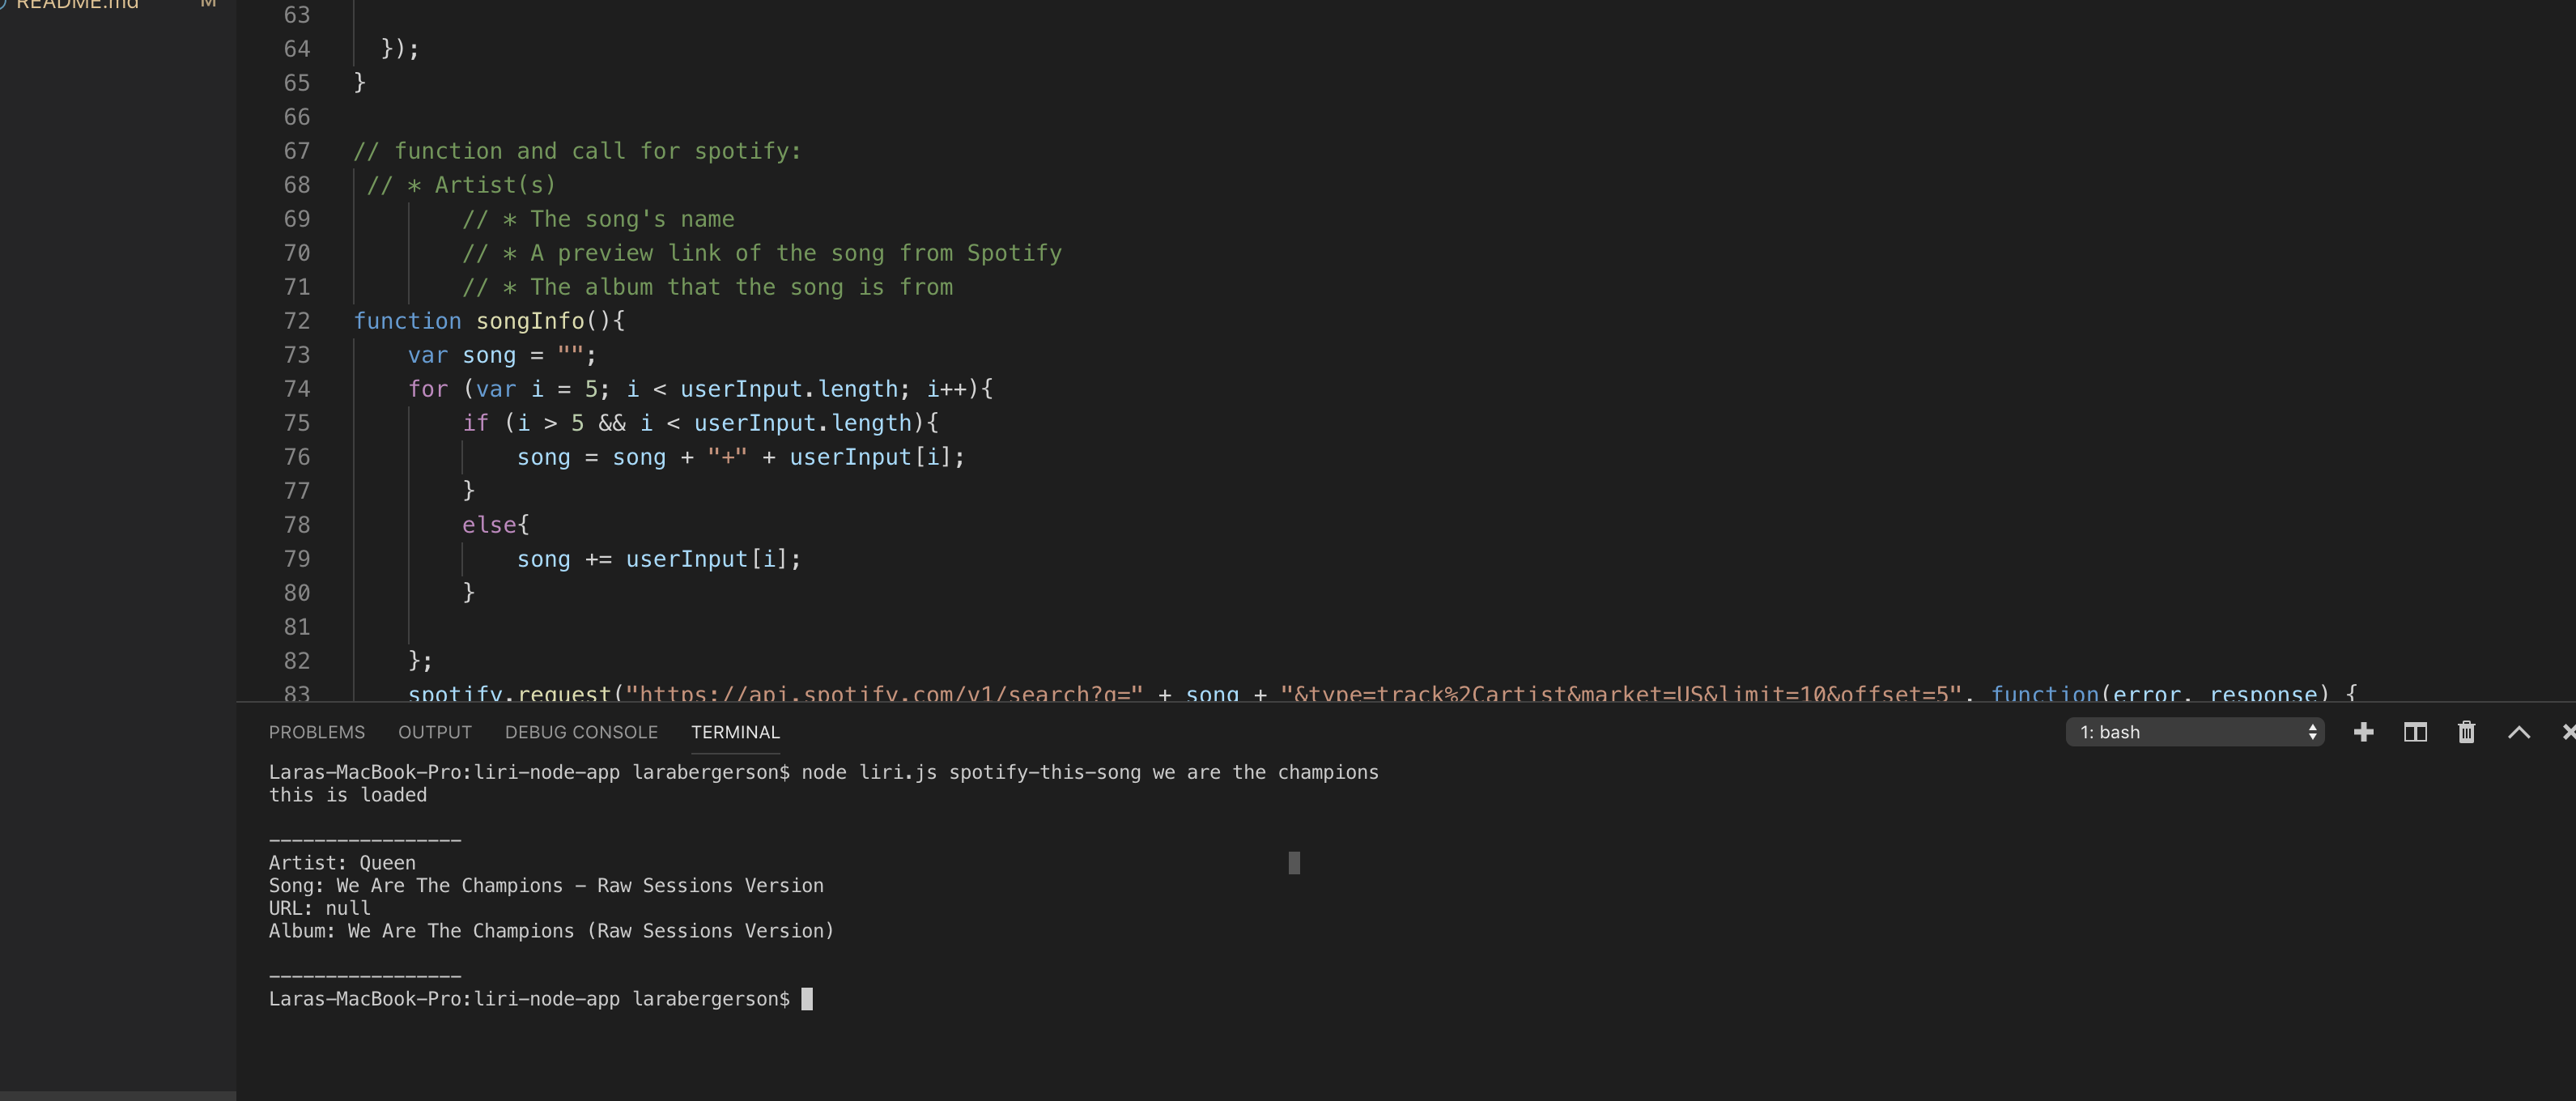 README.md M
63
64 });
65 }
66
67 // function and call for spotify:
68 // * Artist(s)
69 // * The song's name
70 // * A preview link of the song from Spotify
71 // * The album that the song is from
72 function songInfo(){
73 var song = "";
74 for (var i = 5; i < userInput.length; i++){
75 if (i > 5 && i < userInput.length){
76 song = song + "+" + userInput[i];
77 }
78 else{
79 song += userInput[i];
80 }
81
82 };
83 spotify.request("https://api.spotify.com/v1/search?q=" + song + "&type=track%2Cartist&market=US&limit=10&offset=5", function(error, response) {
PROBLEMS OUTPUT DEBUG CONSOLE TERMINAL 1: bash
Laras-MacBook-Pro:liri-node-app larabergerson$ node liri.js spotify-this-song we are the champions
this is loaded
-----------------
Artist: Queen
Song: We Are The Champions - Raw Sessions Version
URL: null
Album: We Are The Champions (Raw Sessions Version)
-----------------
Laras-MacBook-Pro:liri-node-app larabergerson$